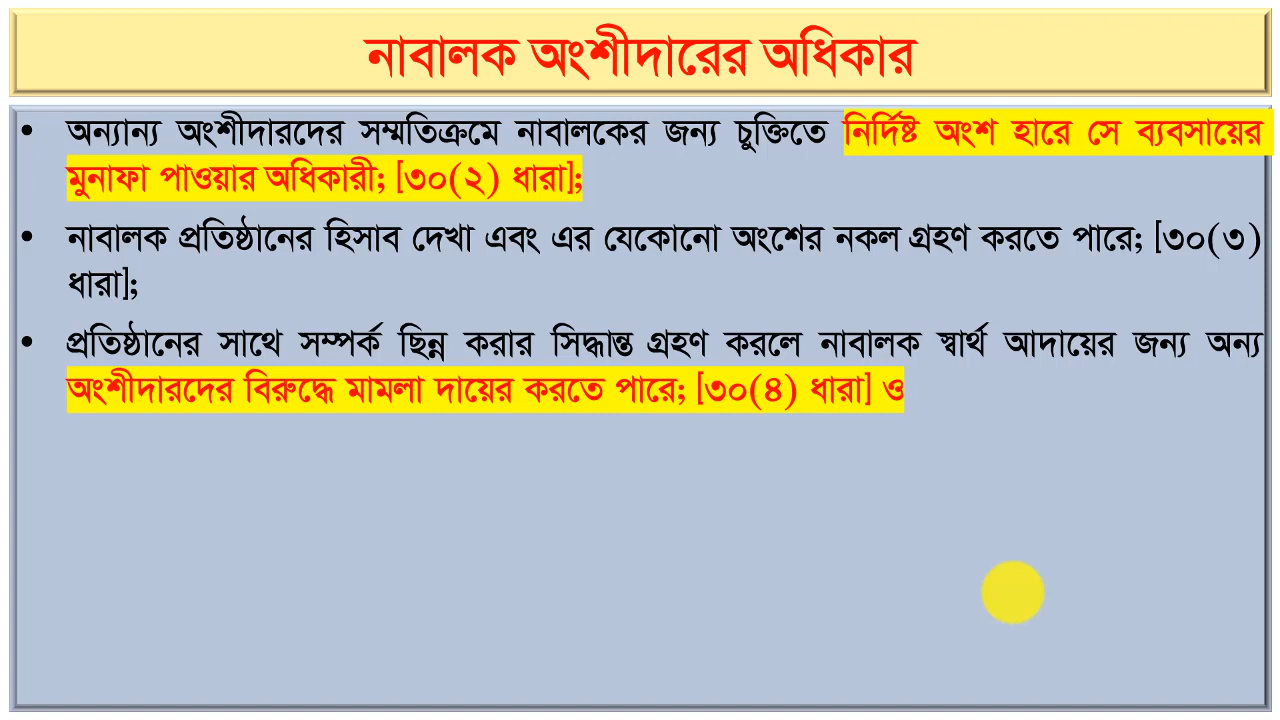 নাবালক অংশীদারের অধিকার
• অন্যান্য অংশীদারদের সম্মতিক্রমে নাবালকের জন্য চুক্তিতে নির্দিষ্ট অংশ হারে সে ব্যবসায়ের
মুনাফা পাওয়ার অধিকারী; [৩০(২) ধারা];
• নাবালক প্রতিষ্ঠানের হিসাব দেখা এবং এর যেকোনো অংশের নকল গ্রহণ করতে পারে; [৩০(৩)
ধারা];
• প্রতিষ্ঠানের সাথে সম্পর্ক ছিন্ন করার সিদ্ধান্ত গ্রহণ করলে নাবালক স্বার্থ আদায়ের জন্য অন্য
অংশীদারদের বিরুদ্ধে মামলা দায়ের করতে পারে; [৩০(৪) ধারা] ও